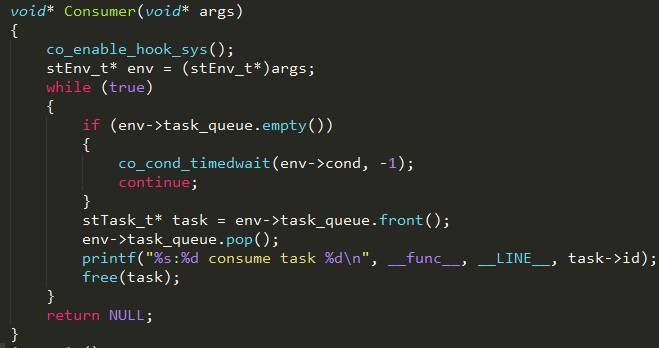 void* Consumer(void* args)
{
    co_enable_hook_sys();
    stEnv_t* env = (stEnv_t*)args;
    while (true)
    {
        if (env->task_queue.empty())
        {
            co_cond_timedwait(env->cond, -1);
            continue;
        }
        stTask_t* task = env->task_queue.front();
        env->task_queue.pop();
        printf("%s:%d consume task %d\n", __func__, __LINE__, task->id);
        free(task);
    }
    return NULL;
}